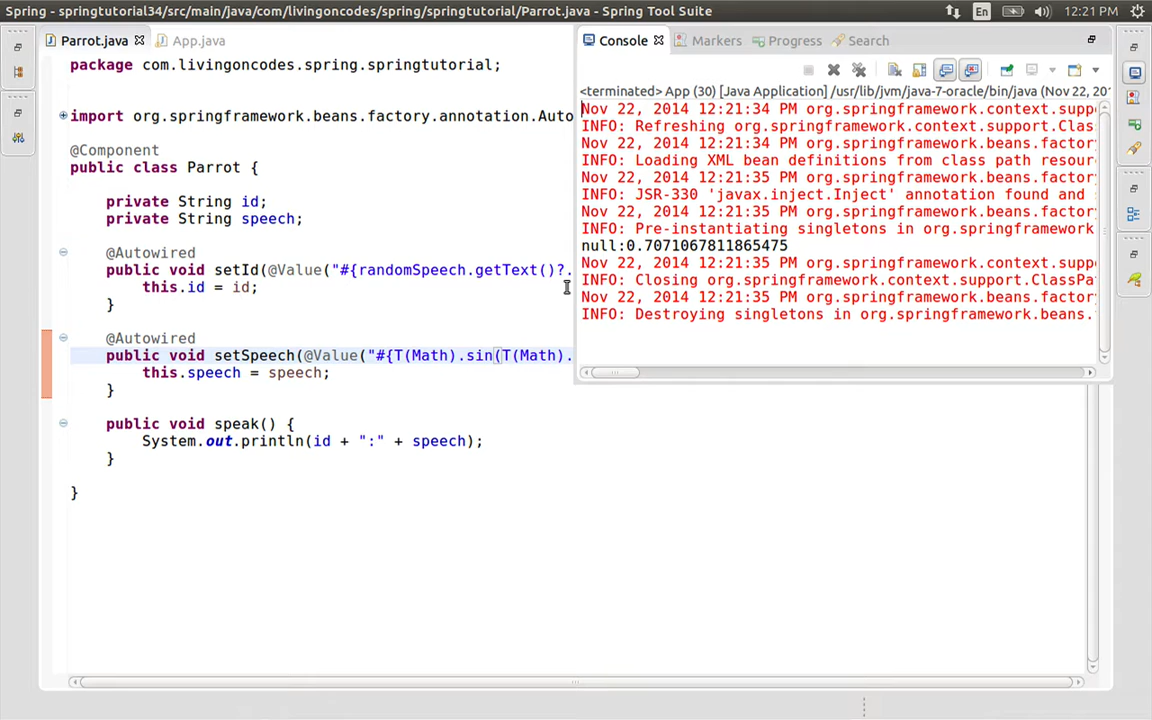 Spring - springtutorial34/src/main/java/com/livingoncodes/spring/springtutorial/Parrot.java - Spring Tool Suite
En
12:21 PM
Parrot.java
App.java
package com.livingoncodes.spring.springtutorial;
import org.springframework.beans.factory.annotation.Auto
@Component
public class Parrot {
private String id;
private String speech;
@Autowired
public void setId(@Value("#{randomSpeech.getText()?.
this.id = id;
}
@Autowired
public void setSpeech(@Value("#{T(Math).sin(T(Math).
this.speech = speech;
}
public void speak() {
System.out.println(id + ":" + speech);
}
}
Console
Markers
Progress
Search
<terminated> App (30) [Java Application] /usr/lib/jvm/java-7-oracle/bin/java (Nov 22, 201
Nov 22, 2014 12:21:34 PM org.springframework.context.supp
INFO: Refreshing org.springframework.context.support.Clas
Nov 22, 2014 12:21:34 PM org.springframework.beans.factor
INFO: Loading XML bean definitions from class path resour
Nov 22, 2014 12:21:35 PM org.springframework.beans.factor
INFO: JSR-330 'javax.inject.Inject' annotation found and
Nov 22, 2014 12:21:35 PM org.springframework.beans.factor
INFO: Pre-instantiating singletons in org.springframework
null:0.7071067811865475
Nov 22, 2014 12:21:35 PM org.springframework.context.supp
INFO: Closing org.springframework.context.support.ClassPa
Nov 22, 2014 12:21:35 PM org.springframework.beans.factor
INFO: Destroying singletons in org.springframework.beans.